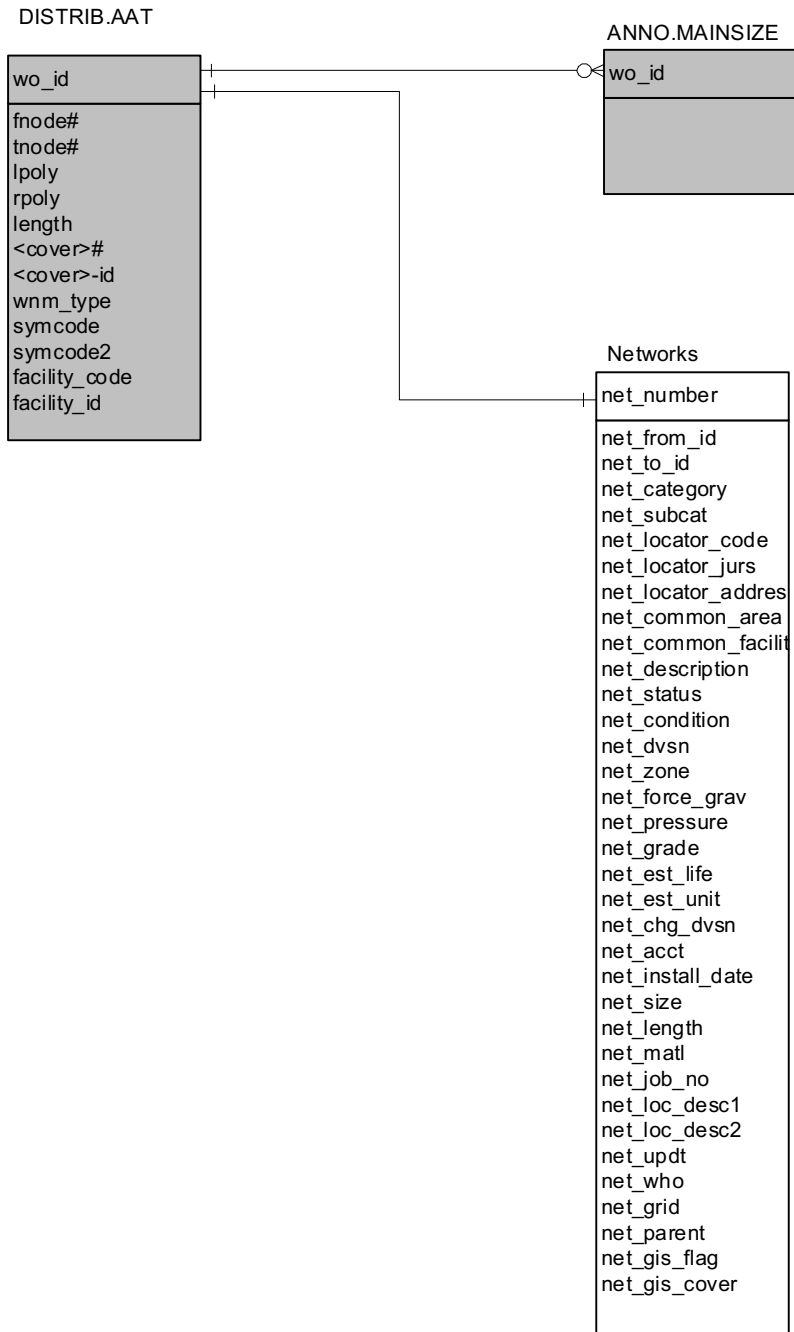 DISTRIB.AAT
wo_id
fnode#
tnode#
lpoly
rpoly
length
<cover>#
<cover>-id
wnm_type
symcode
symcode2
facility_code
facility_id
ANNO.MAINSIZE
wo_id
Networks
net_number
net_from_id
net_to_id
net_category
net_subcat
net_locator_code
net_locator_jurs
net_locator_addres
net_common_area
net_common_facilit
net_description
net_status
net_condition
net_dvsn
net_zone
net_force_grav
net_pressure
net_grade
net_est_life
net_est_unit
net_chg_dvsn
net_acct
net_install_date
net_size
net_length
net_matl
net_job_no
net_loc_desc1
net_loc_desc2
net_updt
net_who
net_grid
net_parent
net_gis_flag
net_gis_cover